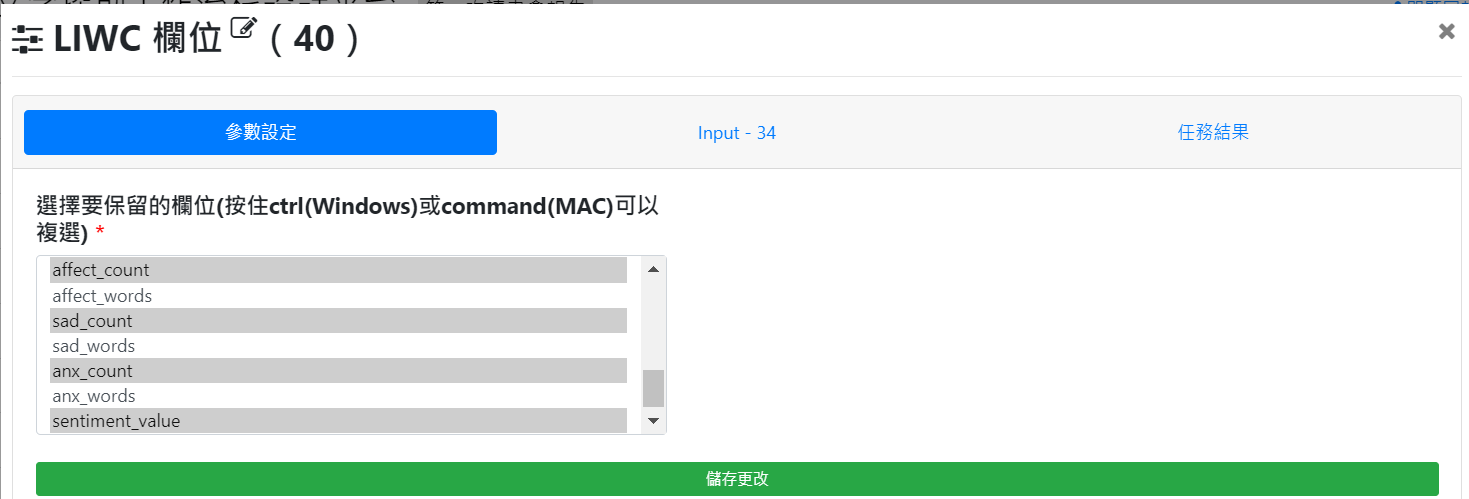 LIWC 欄位 ( 40 )
參數設定
Input - 34
任務結果
選擇要保留的欄位(按住ctrl(Windows)或command(MAC)可以
複選) *
affect_count
affect_words
sad_count
sad_words
anx_count
anx_words
sentiment_value
儲存更改